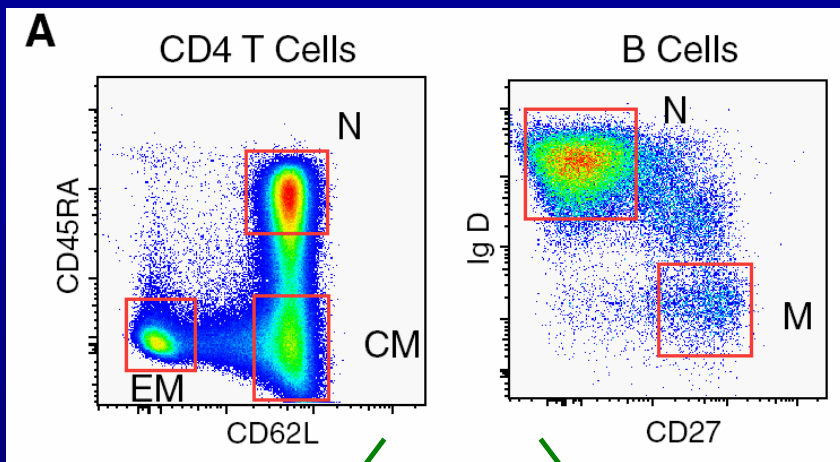 A
CD4 T Cells
N
CD45RA
EM
CM
CD62L
B Cells
N
Ig D
M
CD27